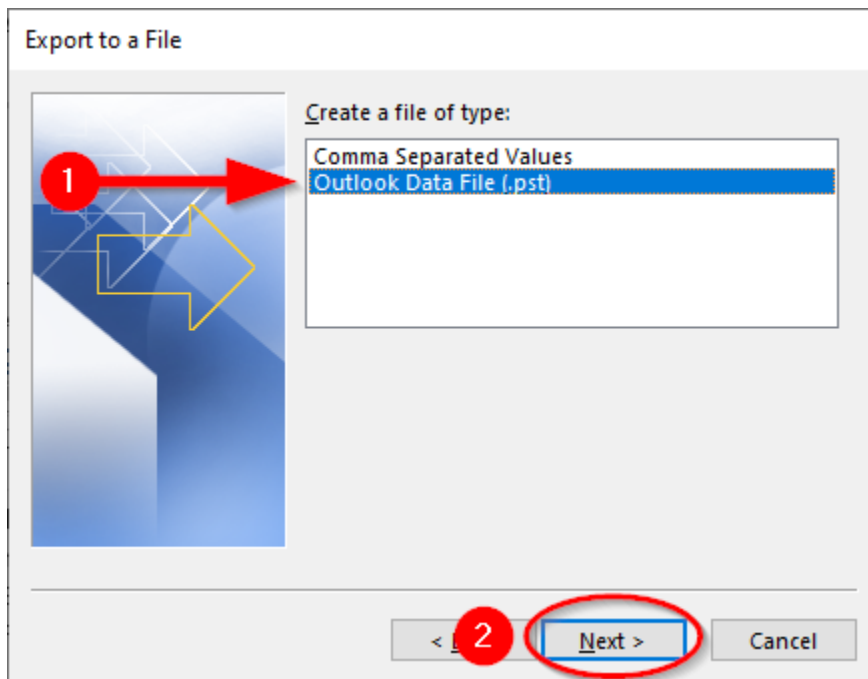 Export to a File
Create a file of type:
Comma Separated Values
1
Outlook Data File (.pst)
<
2
Next >
Cancel